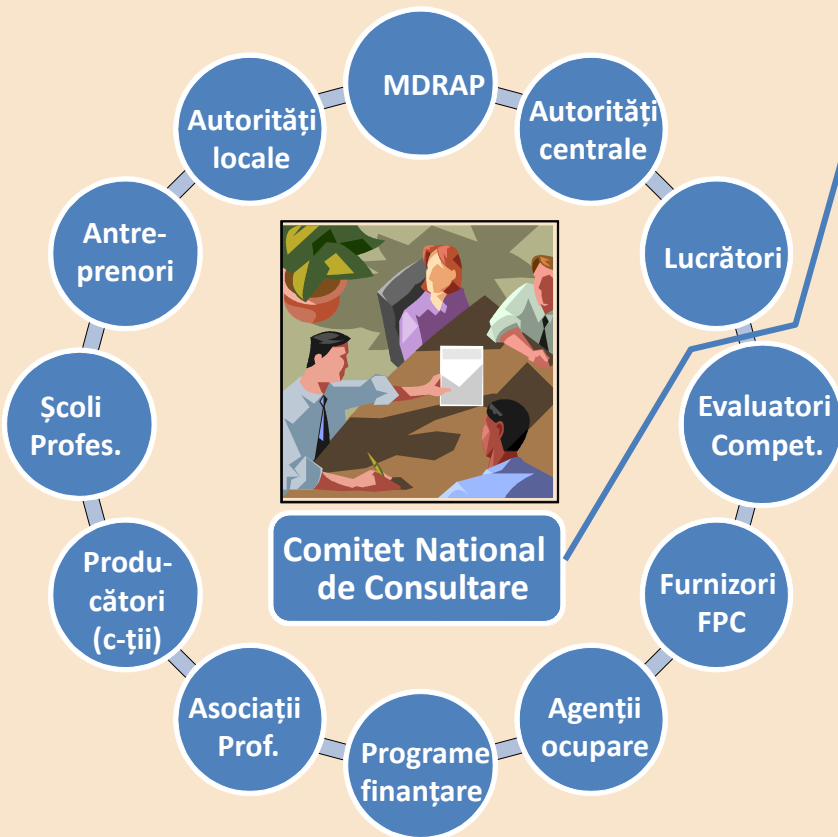 MDRAP
Autorități
centrale
Lucrători
Evaluatori
Compet.
Furnizori
FPC
Agenții
ocupare
Programe
finanțare
Asociații
Prof.
Produ-
cători
(c-ții)
Școli
Profes.
Antre-
prenori
Autorități
locale
Comitet National
de Consultare